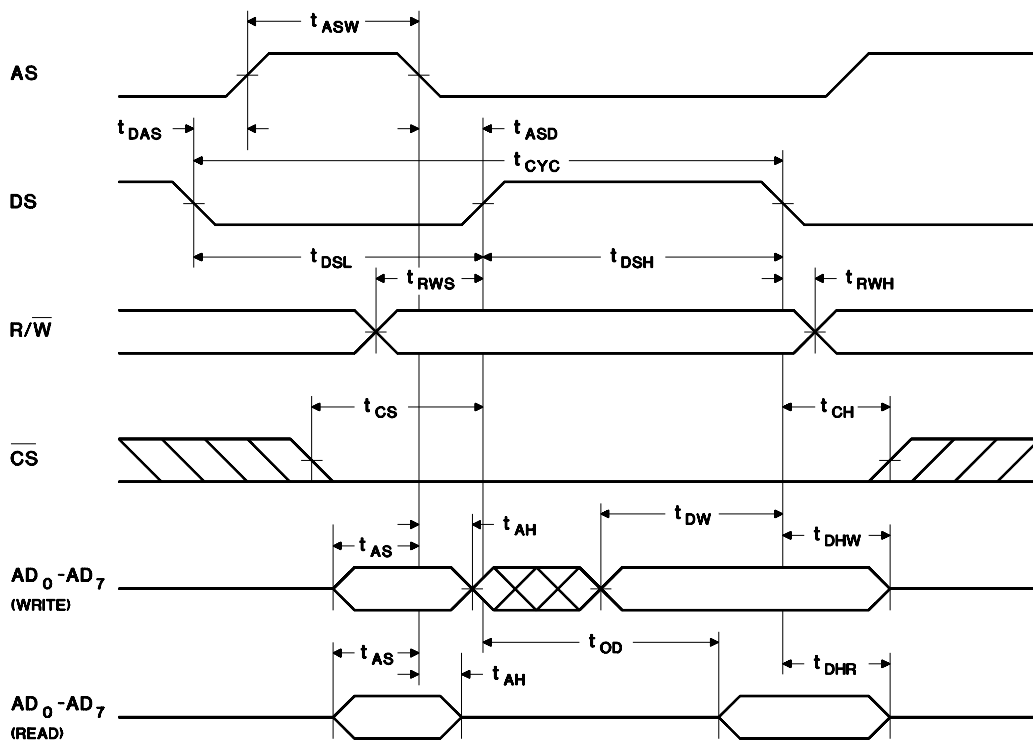 t ASW
AS
t DAS
t ASD
t CYC
DS
t DSL
t DSH
t RWS
t RWH
R/W̅
t CS
t CH
C̅S̅
t DW
t AH
t AS
t DHW
AD 0 -AD 7
(WRITE)
t OD
t AS
t AH
t DHR
AD 0 -AD 7
(READ)